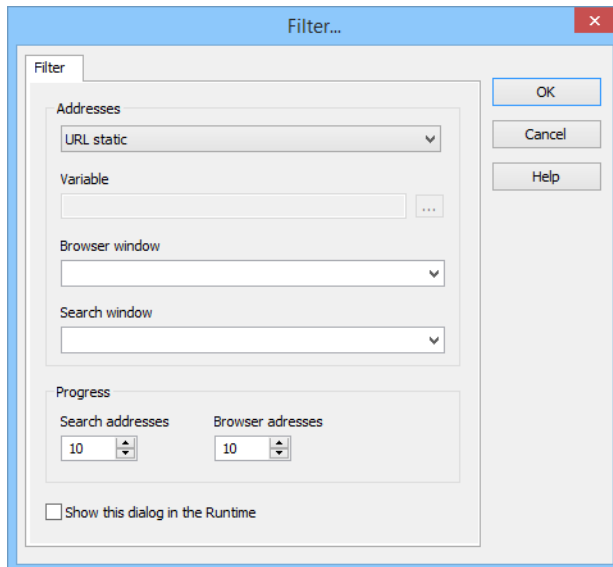 Filter...
Filter
OK
Cancel
Help
Addresses
URL static
Variable
...
Browser window
Search window
Progress
Search addresses
Browser adresses
10
10
Show this dialog in the Runtime